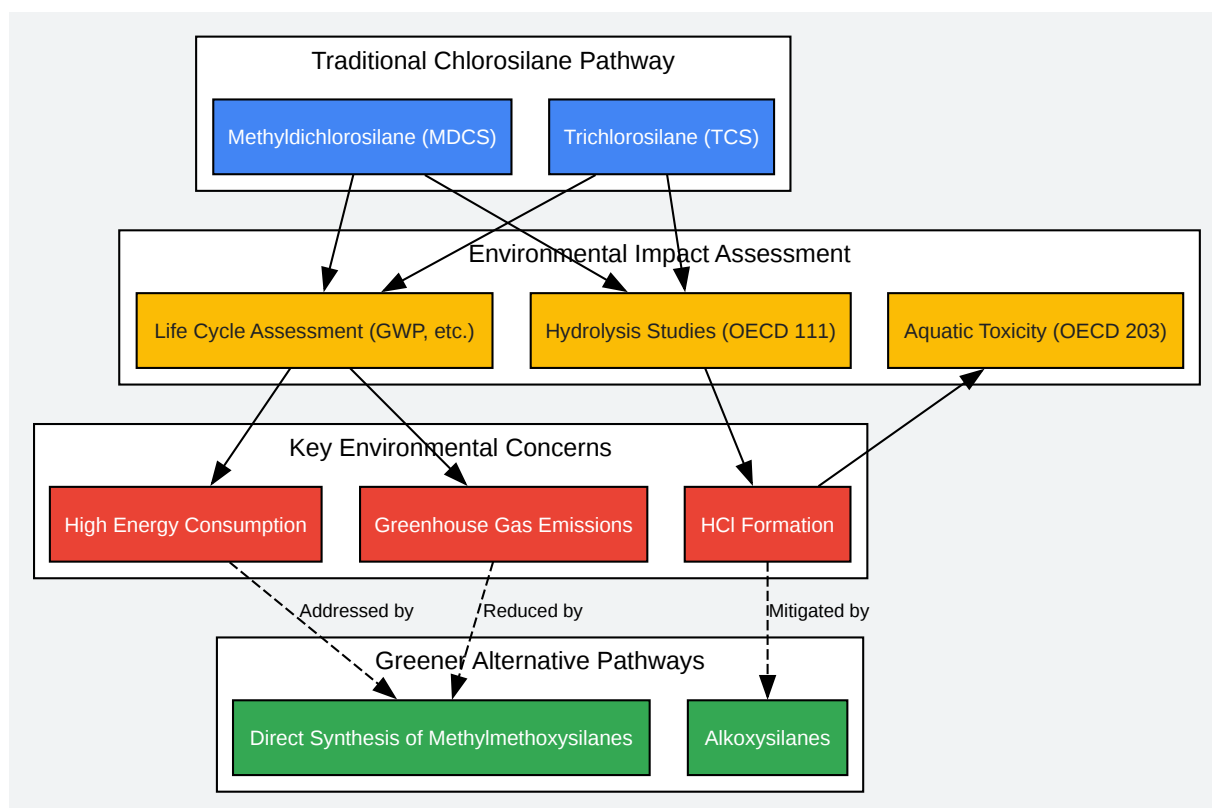 Traditional Chlorosilane Pathway
Methyldichlorosilane (MDCS)
Trichlorosilane (TCS)
Environmental Impact Assessment
Life Cycle Assessment (GWP, etc.)
Hydrolysis Studies (OECD 111)
Aquatic Toxicity (OECD 203)
Key Environmental Concerns
High Energy Consumption
Greenhouse Gas Emissions
HCl Formation
Addressed by
Reduced by
Mitigated by
Greener Alternative Pathways
Direct Synthesis of Methylmethoxysilanes
Alkoxysilanes